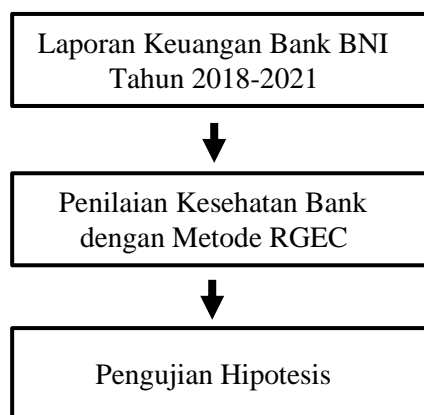 Laporan Keuangan Bank BNI
Tahun 2018-2021
Penilaian Kesehatan Bank
dengan Metode RGEC
Pengujian Hipotesis